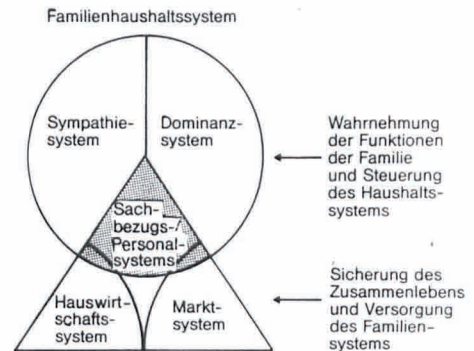 Familienhaushaltssystem
Sympathie-
system
Dominanz-
system
Wahrnehmung
der Funktionen
der Familie
und Steuerung
des Haushalts-
systems
Sach-
bezugs-/
Personal-
systems
Hauswirt-
schafts-
system
Markt-
system
Sicherung des
Zusammenlebens
und Versorgung
des Familien-
systems